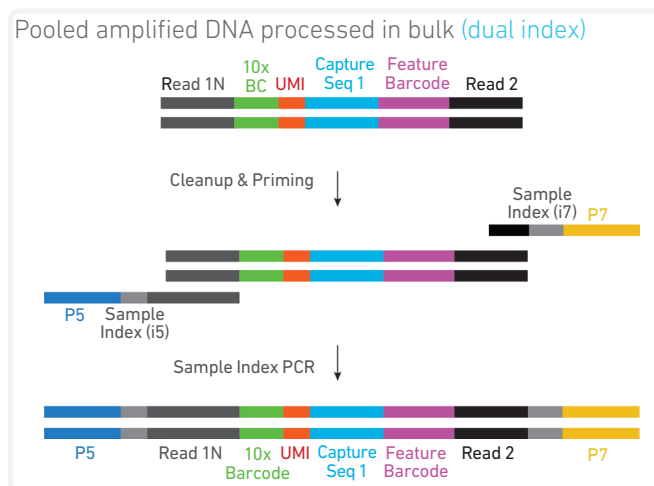 Pooled amplified DNA processed in bulk (dual index)
Read 1N
10x
BC
UMI
Capture
Seq 1
Feature
Barcode
Read 2
Cleanup & Priming
Sample
Index (i7)
P7
P5
Sample
Index (i5)
Sample Index PCR
P5
Read 1N
10x
Barcode
UMI
Capture
Seq 1
Feature
Barcode
Read 2
P7